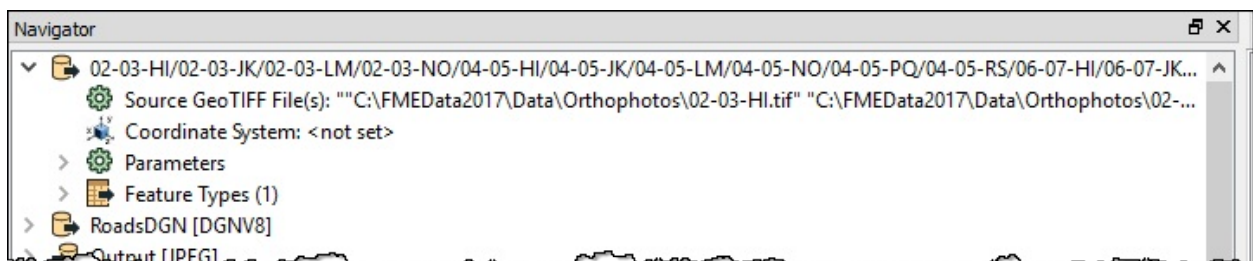 Navigator
02-03-HI/02-03-JK/02-03-LM/02-03-NO/04-05-HI/04-05-JK/04-05-LM/04-05-NO/04-05-PQ/04-05-RS/06-07-HI/06-07-JK...
Source GeoTIFF File(s): ""C:\FMEData2017\Data\Orthophotos\02-03-HI.tif" "C:\FMEData2017\Data\Orthophotos\02-...
Coordinate System: <not set>
Parameters
Feature Types (1)
RoadsDGN [DGNV8]
Output [JPEG]